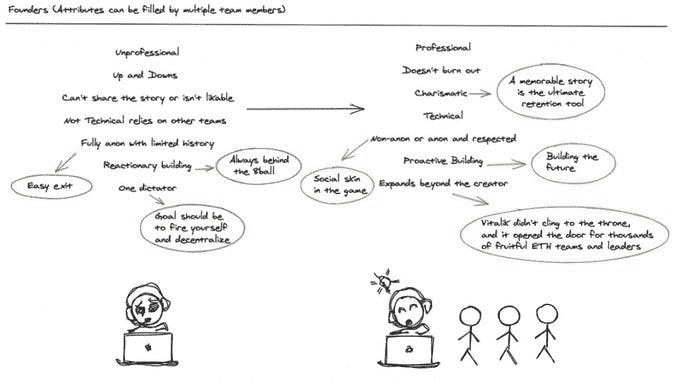 Founders (Attributes can be filled by multiple team members)
Unprofessional
Up and Downs
Can't share the story or isn't likable
Not Technical relies on other teams
Fully anon with limited history
Easy exit
Reactionary building
Always behind
the 8ball
One dictator
Goal should be
to fire yourself
and decentralize
Professional
Doesn't burn out
Charismatic
A memorable story
is the ultimate
retention tool
Technical
Non-anon or anon and respected
Social skin
in the game
Proactive Building
Building the
future
Expands beyond the creator
Vitalik didn't cling to the throne,
and it opened the door for thousands
of fruitful ETH teams and leaders